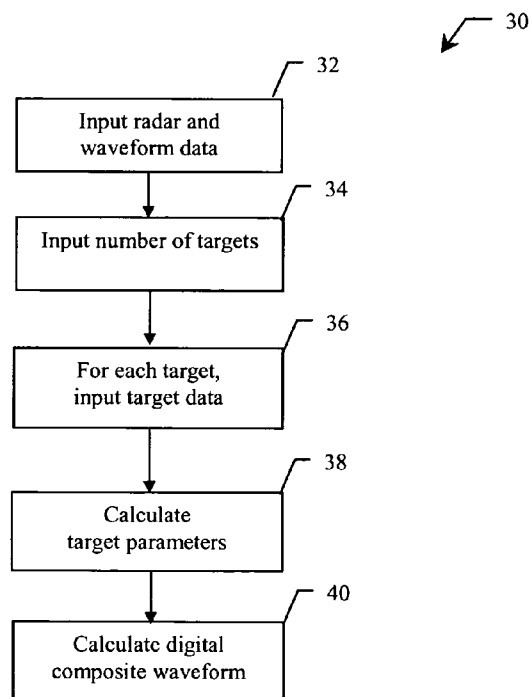 30
32
Input radar and
waveform data
34
Input number of targets
36
For each target,
input target data
38
Calculate
target parameters
40
Calculate digital
composite waveform